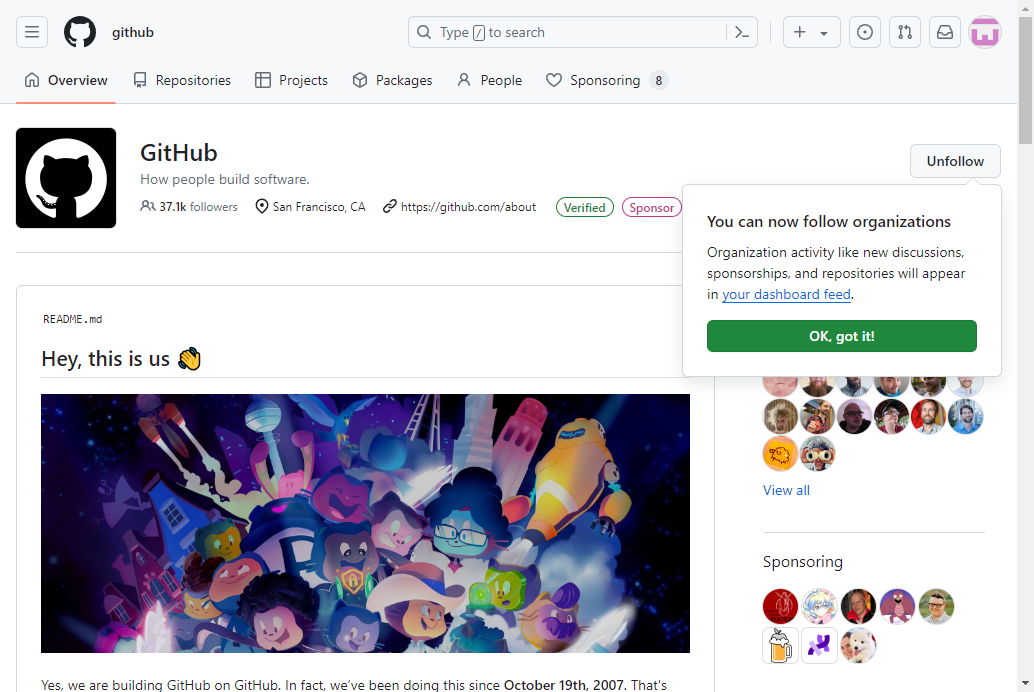 github
Type / to search
Overview
Repositories
Projects
Packages
People
Sponsoring 8
GitHub
How people build software.
37.1k followers
San Francisco, CA
https://github.com/about
Verified
Sponsor
Unfollow
You can now follow organizations
Organization activity like new discussions,
sponsorships, and repositories will appear
in your dashboard feed.
OK, got it!
README.md
Hey, this is us 👋
View all
Sponsoring
Yes, we are building GitHub on GitHub. In fact, we’ve been doing this since October 19th, 2007. That's